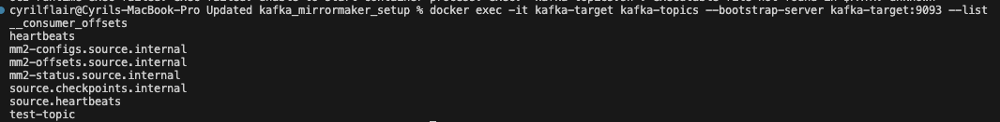 cyrilflair@Cyrils-MacBook-Pro Updated kafka_mirrormaker_setup % docker exec -it kafka-target kafka-topics --bootstrap-server kafka-target:9093 --list
__consumer_offsets
heartbeats
mm2-configs.source.internal
mm2-offsets.source.internal
mm2-status.source.internal
source.checkpoints.internal
source.heartbeats
test-topic